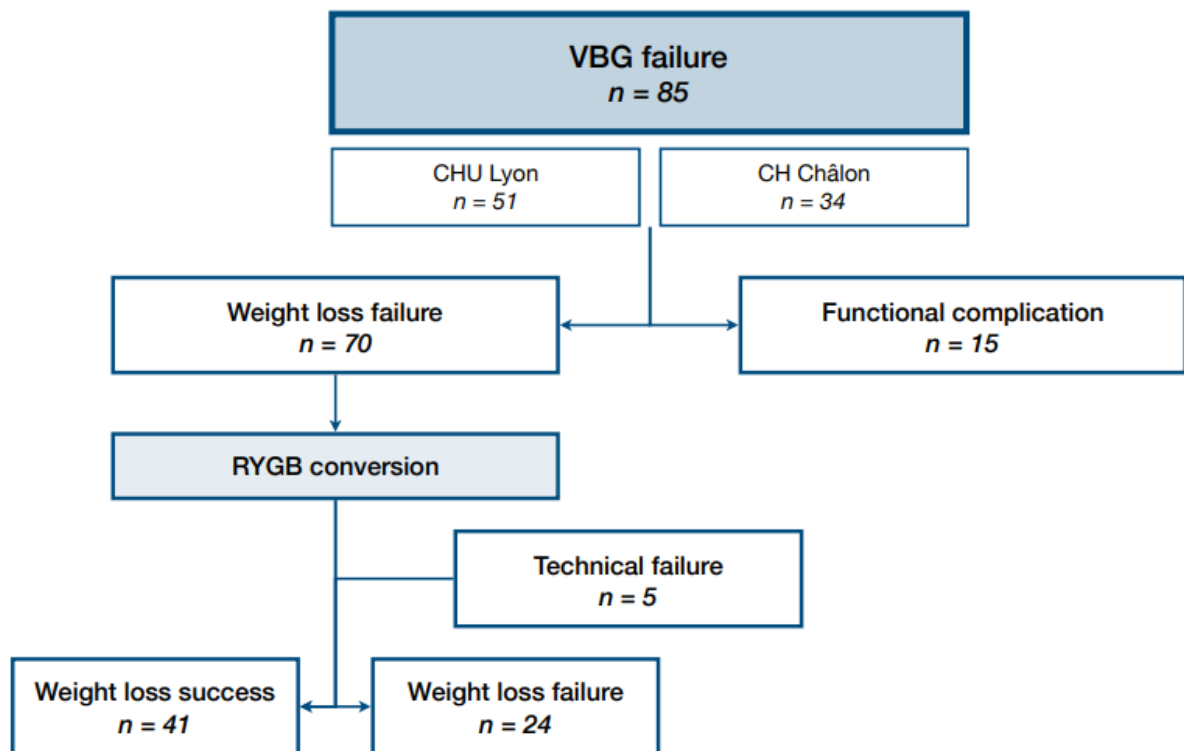 VBG failure
n = 85
CHU Lyon
n = 51
CH Châlon
n = 34
Weight loss failure
n = 70
Functional complication
n = 15
RYGB conversion
Technical failure
n = 5
Weight loss success
n = 41
Weight loss failure
n = 24